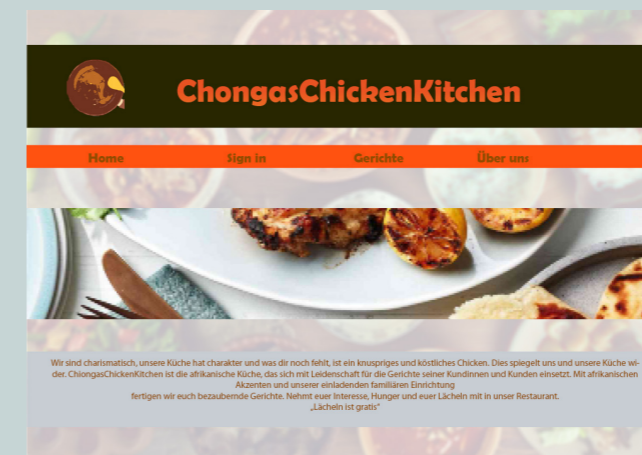 ChongasChickenKitchen
Home Sign in Gerichte Über uns
Wir sind charismatisch, unsere Küche hat charakter und was dir noch fehlt, ist ein knuspriges und köstliches Chicken. Dies spiegelt uns und unsere Küche wi-
der. ChiongasChickenKitchen ist die afrikanische Küche, das sich mit Leidenschaft für die Gerichte seiner Kundinnen und Kunden einsetzt. Mit afrikanischen
Akzenten und unserer einladenden familiären Einrichtung
fertigen wir euch bezaubernde Gerichte. Nehmt euer Interesse, Hunger und euer Lächeln mit in unser Restaurant.
„Lächeln ist gratis“